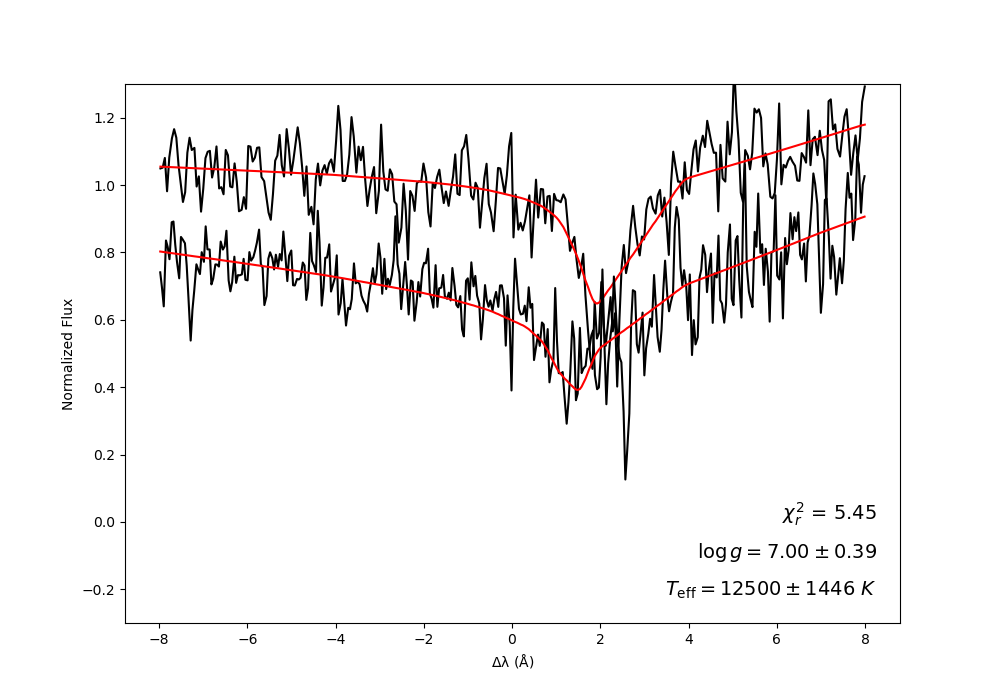 1.2
1.0
0.8
0.6
0.4
0.2
0.0
−0.2
Normalized Flux
χ²ᵣ = 5.45
log g = 7.00 ± 0.39
T_eff = 12500 ± 1446 K
−8 −6 −4 −2 0 2 4 6 8
Δλ (Å)